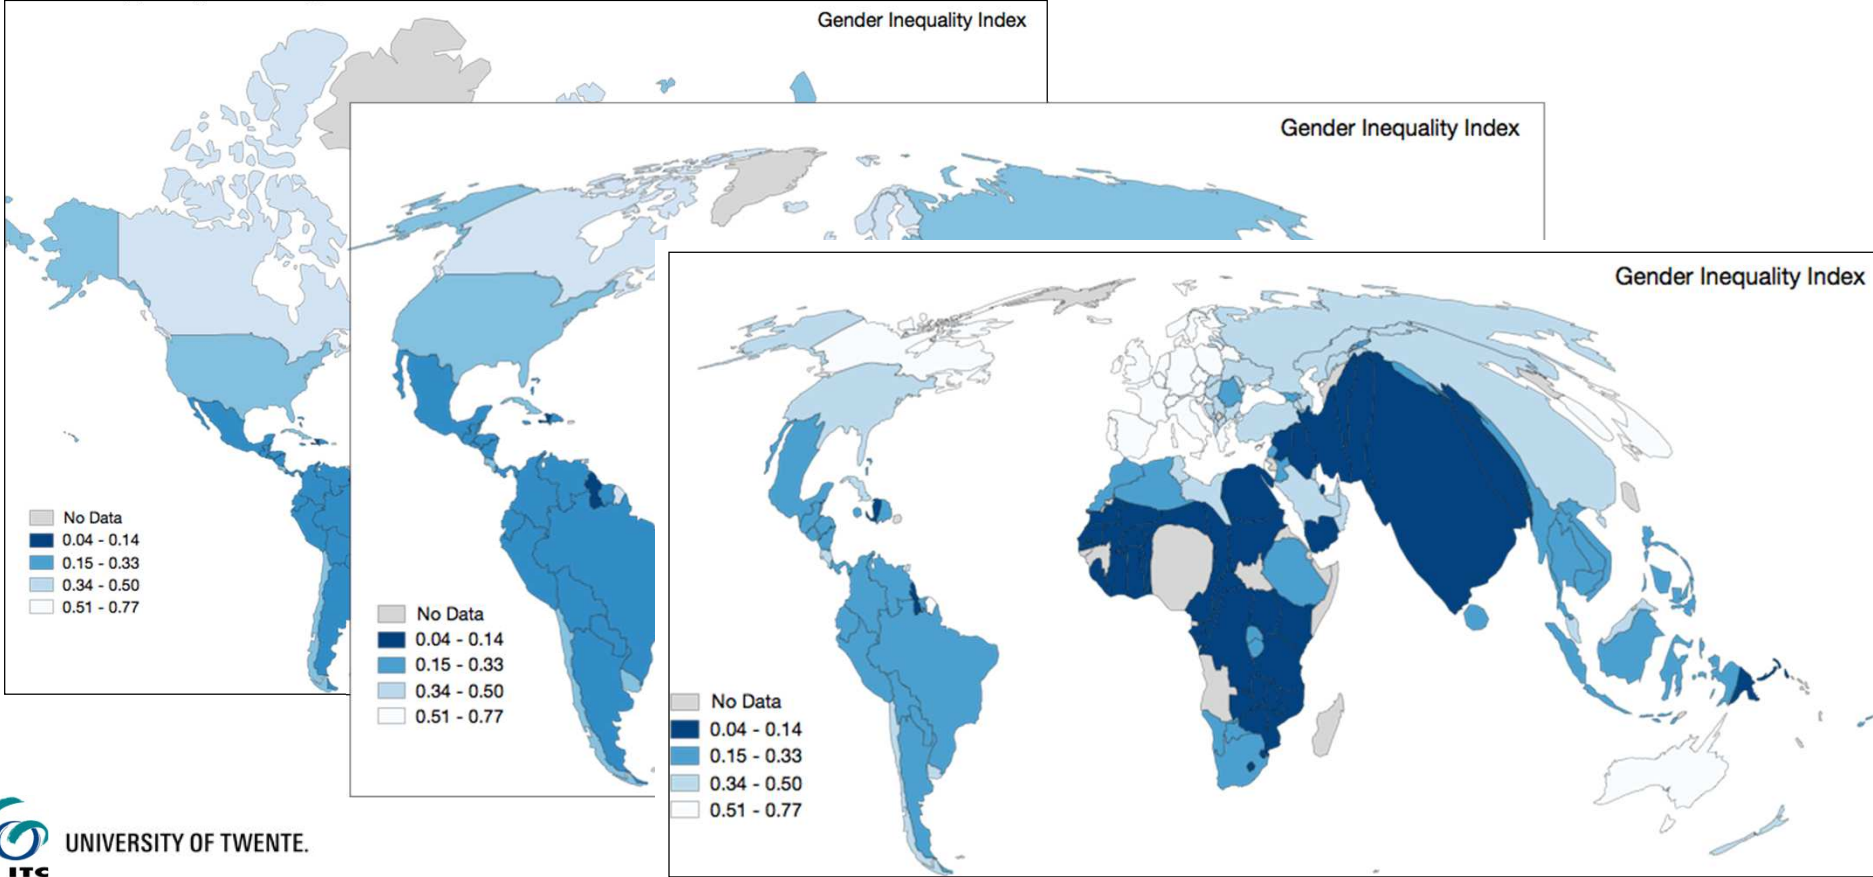 Gender Inequality Index
No Data
0.04 - 0.14
0.15 - 0.33
0.34 - 0.50
0.51 - 0.77
Gender Inequality Index
No Data
0.04 - 0.14
0.15 - 0.33
0.34 - 0.50
0.51 - 0.77
Gender Inequality Index
No Data
0.04 - 0.14
0.15 - 0.33
0.34 - 0.50
0.51 - 0.77
UNIVERSITY OF TWENTE.
ITC